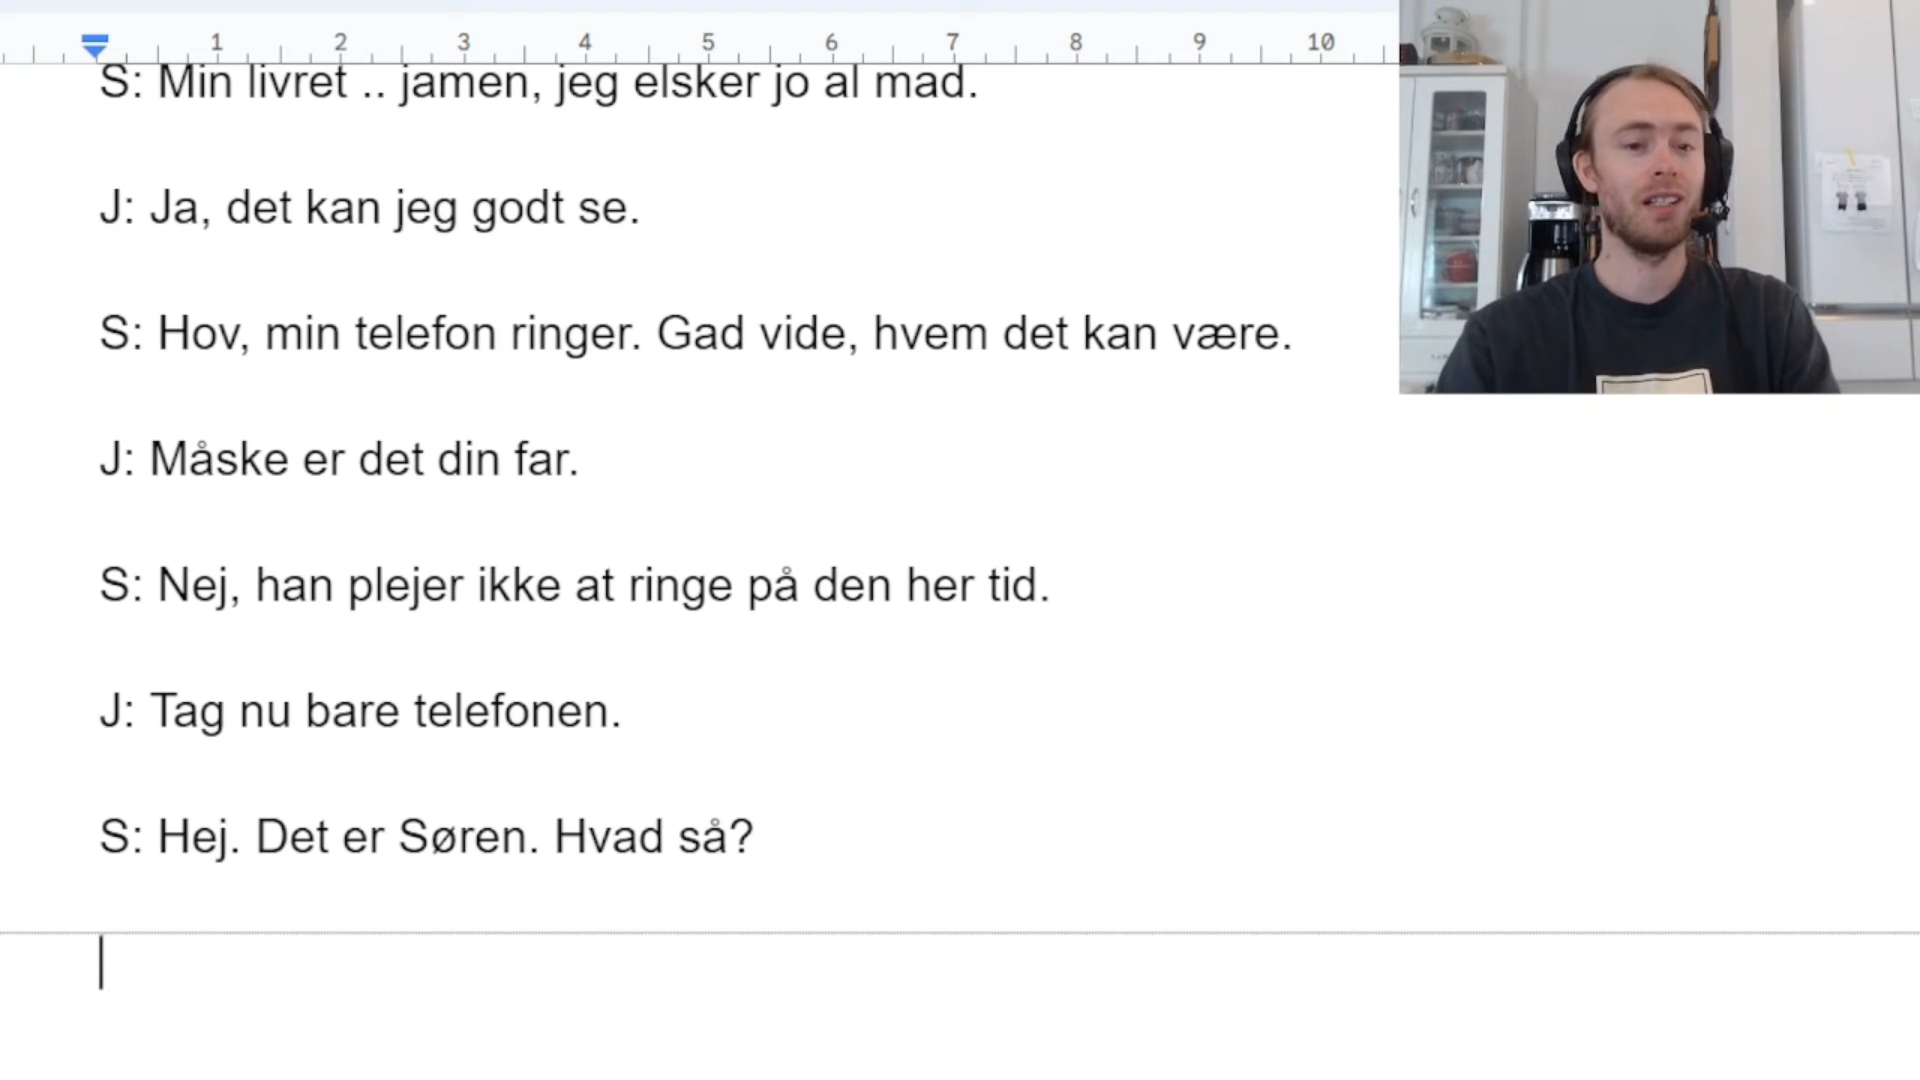 1 2 3 4 5 6 7 8 9 10
S: Min livret .. jamen, jeg elsker jo al mad.
J: Ja, det kan jeg godt se.
S: Hov, min telefon ringer. Gad vide, hvem det kan være.
J: Måske er det din far.
S: Nej, han plejer ikke at ringe på den her tid.
J: Tag nu bare telefonen.
S: Hej. Det er Søren. Hvad så?